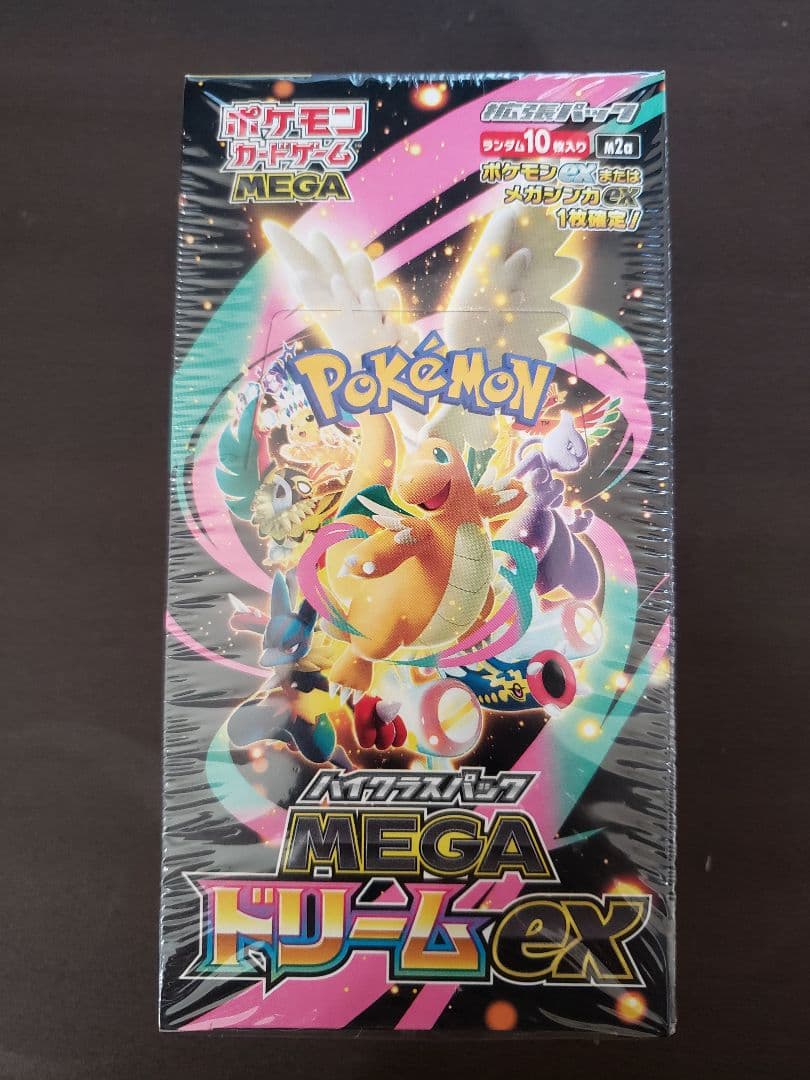 ポケモン
カードゲーム
MEGA
拡張パック
ランダム10枚入り M2a
ポケモンexまたは
メガシンカex
1枚確定！
POKéMON
TM
ハイクラスパック
MEGA
ドリームex